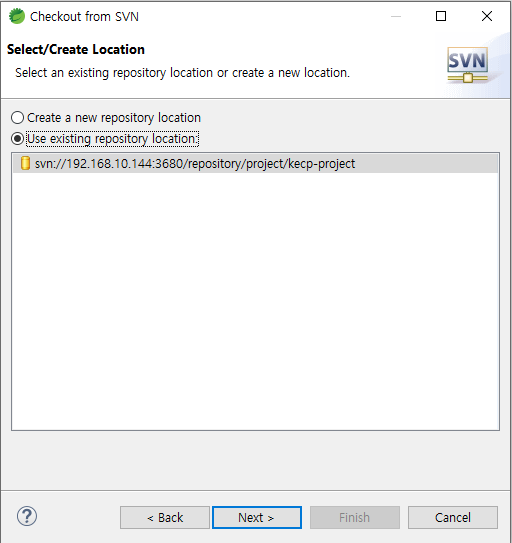 Checkout from SVN
Select/Create Location
Select an existing repository location or create a new location.
SVN
Create a new repository location
Use existing repository location:
svn://192.168.10.144:3680/repository/project/kecp-project
?
< Back
Next >
Finish
Cancel